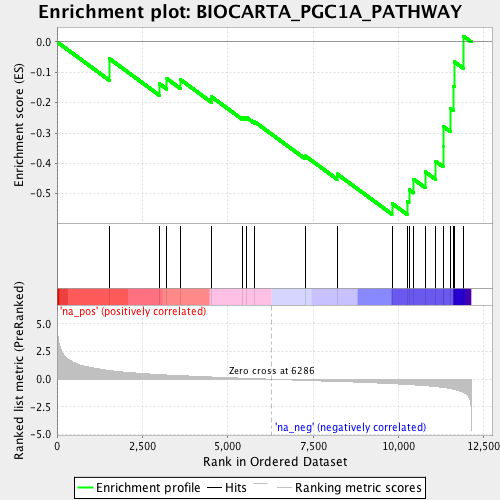 Enrichment plot: BIOCARTA_PGC1A_PATHWAY
Enrichment score (ES)
0.0
-0.1
-0.2
-0.3
-0.4
-0.5
'na_pos' (positively correlated)
Ranked list metric (PreRanked)
5.0
2.5
0.0
-2.5
-5.0
Zero cross at 6286
'na_neg' (negatively correlated)
0
2,500
5,000
7,500
10,000
12,500
Rank in Ordered Dataset
Enrichment profile
Hits
Ranking metric scores